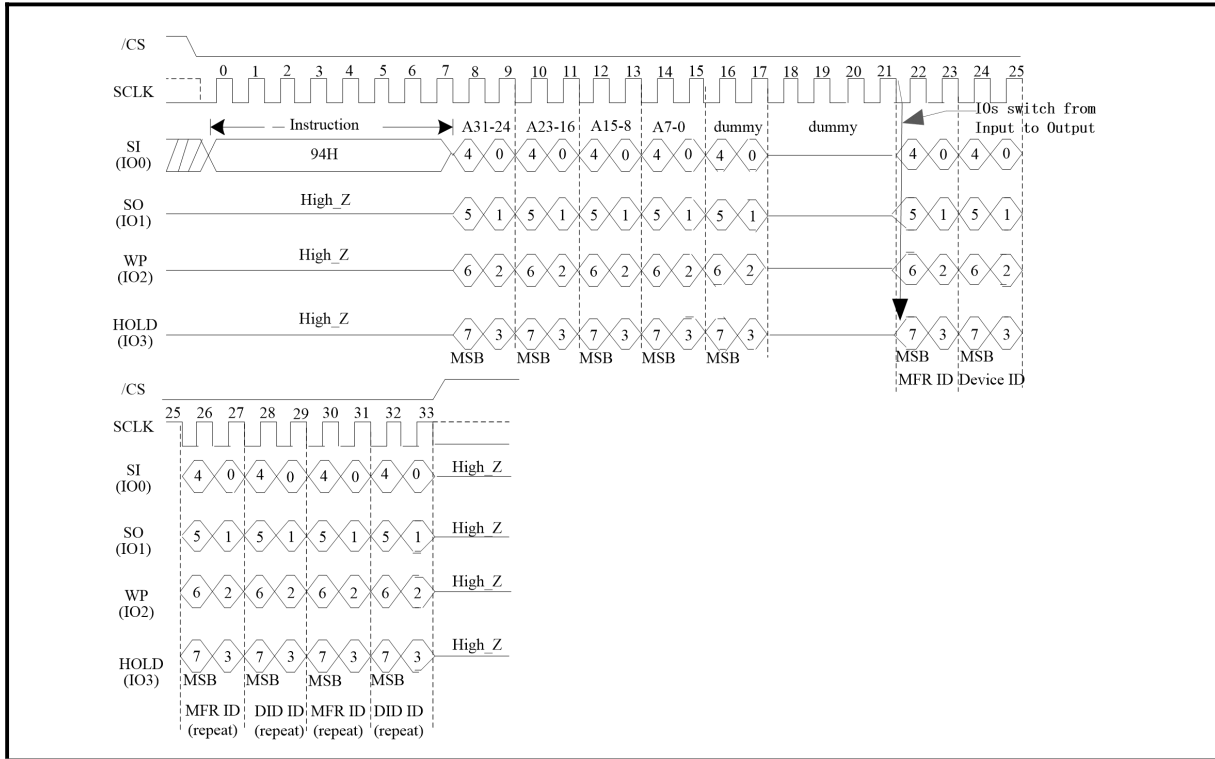 /CS
0 1 2 3 4 5 6 7 8 9 10 11 12 13 14 15 16 17 18 19 20 21 22 23 24 25
SCLK
IOs switch from
Input to Output
Instruction A31-24 A23-16 A15-8 A7-0 dummy dummy
SI
(IO0)
94H 4 0 4 0 4 0 4 0 4 0 4 0 4 0
SO
(IO1)
High_Z 5 1 5 1 5 1 5 1 5 1 5 1 5 1
WP
(IO2)
High_Z 6 2 6 2 6 2 6 2 6 2 6 2 6 2
HOLD
(IO3)
High_Z 7 3 7 3 7 3 7 3 7 3 7 3 7 3
MSB MSB MSB MSB MSB MSB MSB
MFR ID Device ID
/CS
25 26 27 28 29 30 31 32 33
SCLK
SI
(IO0)
4 0 4 0 4 0 4 0 High_Z
SO
(IO1)
5 1 5 1 5 1 5 1 High_Z
WP
(IO2)
6 2 6 2 6 2 6 2 High_Z
HOLD
(IO3)
7 3 7 3 7 3 7 3 High_Z
MSB MSB MSB MSB
MFR ID DID ID MFR ID DID ID
(repeat) (repeat) (repeat) (repeat)